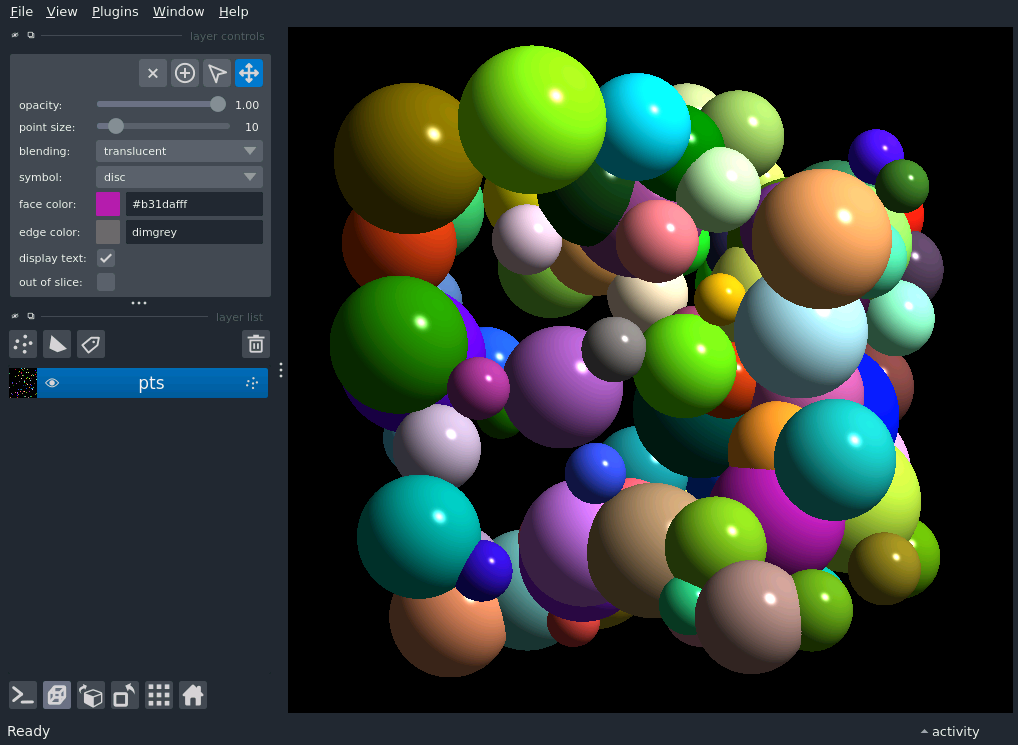 File View Plugins Window Help
layer controls
opacity: 1.00
point size: 10
blending: translucent
symbol: disc
face color: #b31dafff
edge color: dimgrey
display text:
out of slice:
layer list
pts
Ready
activity